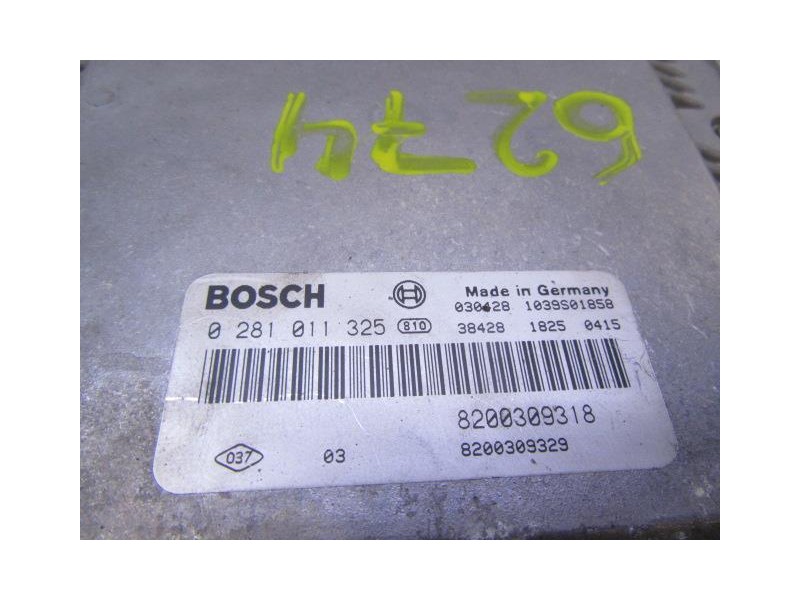 6274
BOSCH
Made in Germany
030428 1039S01858
0 281 011 325 810
38428 1825 0415
8200309318
037 03 8200309329